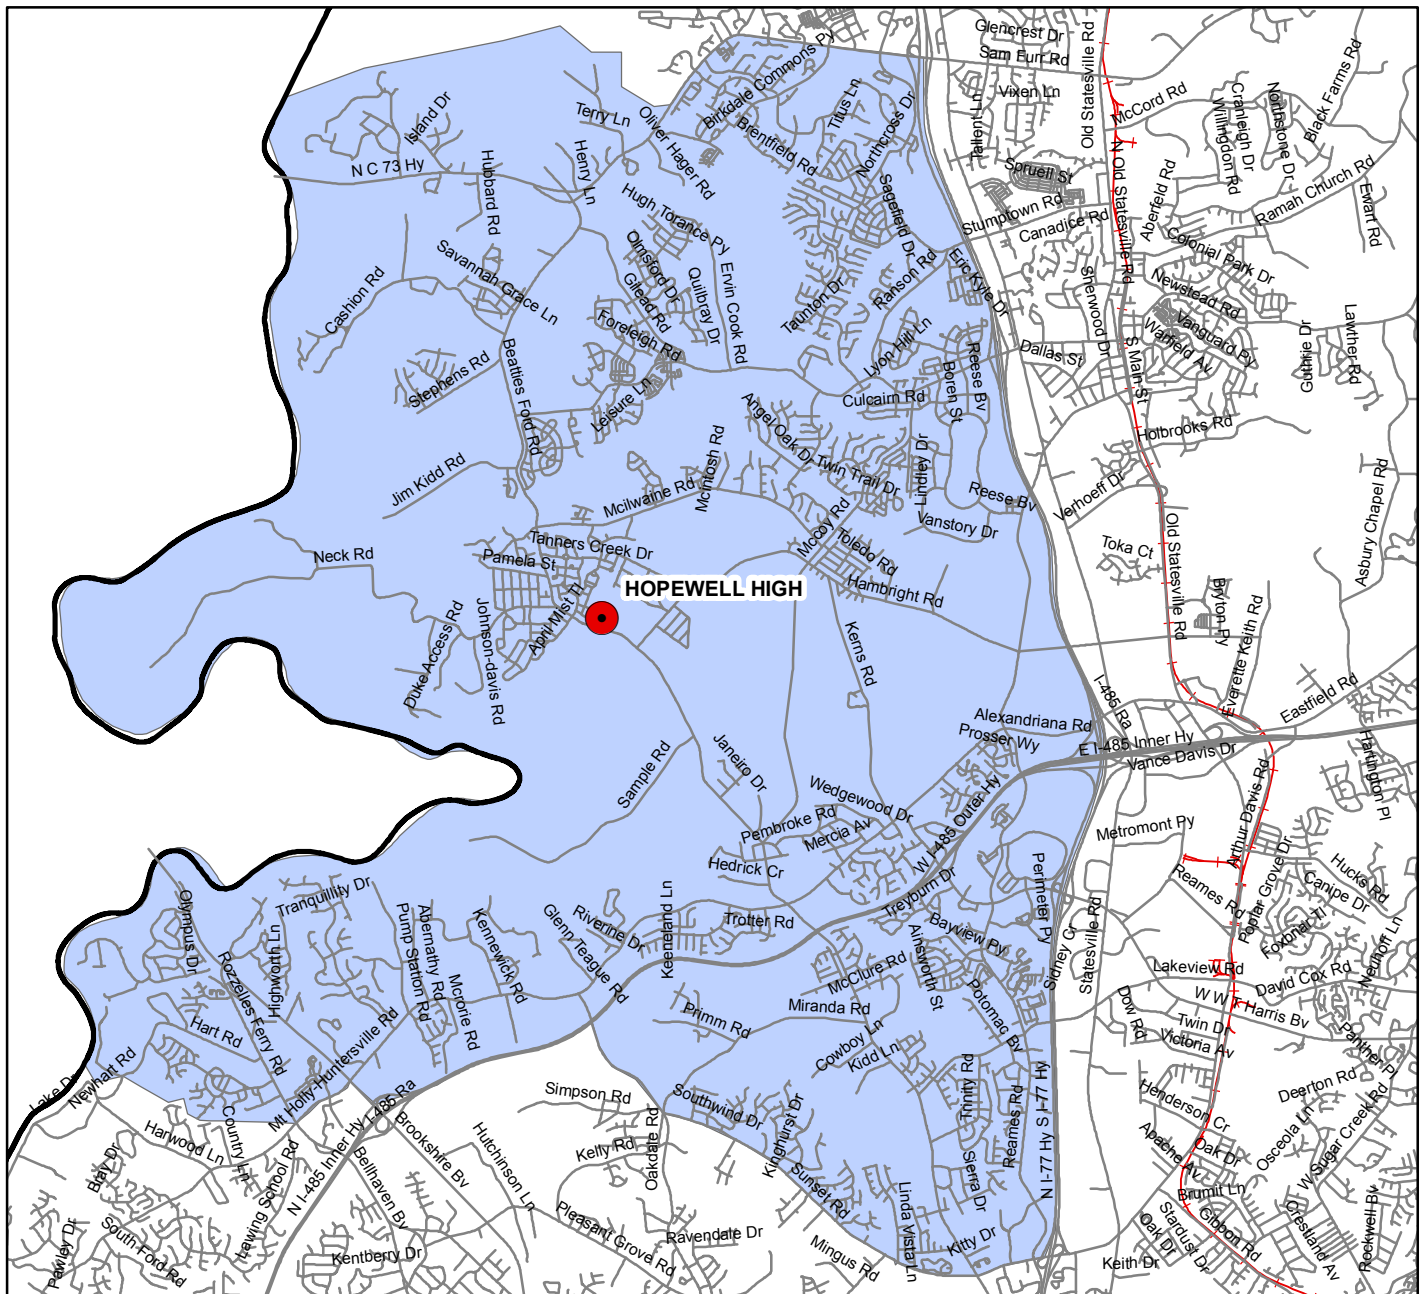 Glencrest Dr
Sam Furr Rd
Old Statesville Rd
Birkdale Commons Py
Vixen Ln
Titus Ln
Island Dr
Terry Ln
Oliver Hager Rd
Brentfield Rd
Northcross Dr
McCord Rd
Cranleigh Dr
Willingdon Rd
Northstone Dr
Black Farms Rd
N C 73 Hy
Hubbard Rd
Henry Ln
Hugh Torance Py
Sagefield Dr
Spruell St
Stumptown Rd
Canadice Rd
N Old Statesville Rd
Aberfeld Rd
Ramah Church Rd
Ewart Rd
Colonial Park Dr
Savannah Grace Ln
Cashion Rd
Olmsford Dr
Gilead Rd
Quilbray Dr
Ervin Cook Rd
Taunton Dr
Ranson Rd
Eric Kyle Dr
Sherwood Dr
Newstead Rd
Vanguard Py
Warfield Av
Guthrie Dr
Lawther Rd
Foreleigh Rd
Stephens Rd
Beatties Ford Rd
Leisure Ln
Lyon Hill Ln
Reese Bv
Boren St
Dallas St
S Main St
Culcairn Rd
Angel Oak Dr
Holbrooks Rd
Jim Kidd Rd
Mcilwaine Rd
Mcintosh Rd
Twin Trail Dr
Lindley Dr
Reese Bv
Verhoeff Dr
Asbury Chapel Rd
Neck Rd
Tanners Creek Dr
Pamela St
Mccoy Rd
Toledo Rd
Vanstory Dr
Toka Ct
Old Statesville Rd
HOPEWELL HIGH
Hambright Rd
Bryton Py
Everette Keith Rd
Duke Access Rd
Johnson-davis Rd
April Mist Tl
Kerns Rd
I-485 Ra
Eastfield Rd
Alexandriana Rd
Prosser Wy
E I-485 Inner Hy
Vance Davis Dr
Hartington Pl
Sample Rd
Janeiro Dr
Wedgewood Dr
W I-485 Outer Hy
Pembroke Rd
Mercia Av
Metromont Py
Arthur Davis Rd
Hedrick Cr
Treyburn Dr
Perimeter Py
Reames Rd
Poplar Grove Dr
Hucks Rd
Canipe Dr
Foxbriar Tl
Neuhoff Ln
Olympus Dr
Tranquillity Dr
Pump Station Rd
Abernathy Rd
Kennewick Rd
Glenn Teague Rd
Riverine Dr
Keeneland Ln
Trotter Rd
Bayview Py
Ainsworth St
Sidney Cr
Statesville Rd
Lakeview Rd
David Cox Rd
Rozzelles Ferry Rd
Highworth Ln
Mcrorie Rd
McClure Rd
Potomac Bv
W W T Harris Bv
Hart Rd
Primm Rd
Miranda Rd
Dow Rd
Twin Dr
Victoria Av
Panther Pl
Lake Dr
Newhart Rd
Mt Holly-Huntersville Rd
Cowboy Ln
Kidd Ln
Trinity Rd
Reames Rd
N I-77 Hy
S I-77 Hy
Deerton Rd
Simpson Rd
Southwind Dr
Kinghurst Dr
Henderson Cr
Osceola Ln
W Sugar Creek Rd
Harwood Ln
Country Ln
Lawing School Rd
N I-485 Inner Hy
I-485 Ra
Brookshire Bv
Bellhaven Bv
Hutchinson Ln
Kelly Rd
Oakdale Rd
Sunset Rd
Sierra Dr
Apache Av
Oak Dr
Brumit Ln
Bray Dr
Pawley Dr
South Ford Rd
Kentberry Dr
Pleasant Grove Rd
Ravendale Dr
Mingus Rd
Linda Vista Ln
Kitty Dr
Keith Dr
Oak Dr
Stardust Dr
Gibbon Rd
Crestland Av
Rockwell Bv